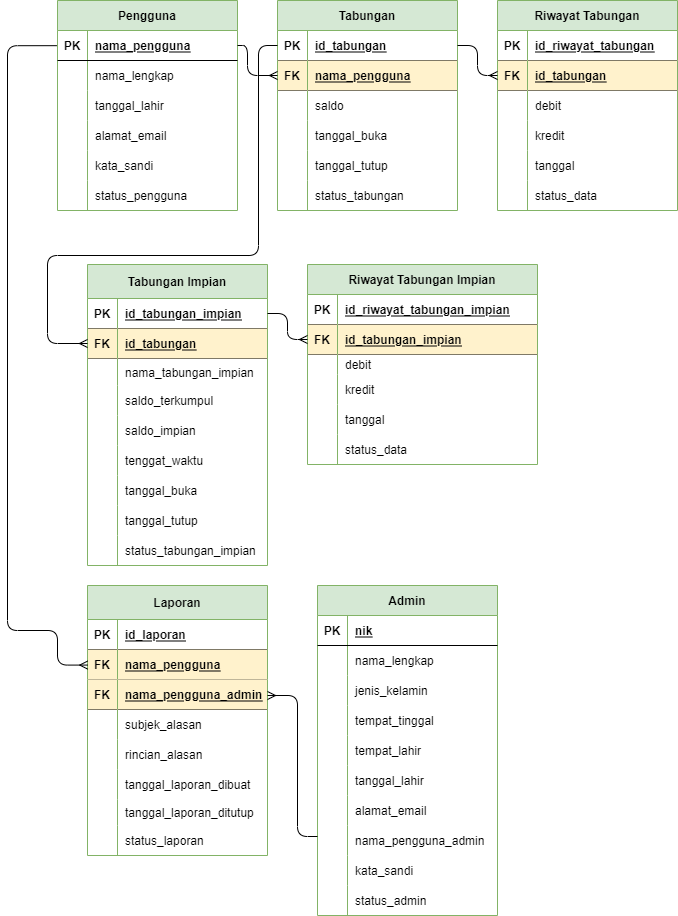 Pengguna
PK nama_pengguna
nama_lengkap
tanggal_lahir
alamat_email
kata_sandi
status_pengguna
Tabungan
PK id_tabungan
FK nama_pengguna
saldo
tanggal_buka
tanggal_tutup
status_tabungan
Riwayat Tabungan
PK id_riwayat_tabungan
FK id_tabungan
debit
kredit
tanggal
status_data
Tabungan Impian
PK id_tabungan_impian
FK id_tabungan
nama_tabungan_impian
saldo_terkumpul
saldo_impian
tenggat_waktu
tanggal_buka
tanggal_tutup
status_tabungan_impian
Riwayat Tabungan Impian
PK id_riwayat_tabungan_impian
FK id_tabungan_impian
debit
kredit
tanggal
status_data
Laporan
PK id_laporan
FK nama_pengguna
FK nama_pengguna_admin
subjek_alasan
rincian_alasan
tanggal_laporan_dibuat
tanggal_laporan_ditutup
status_laporan
Admin
PK nik
nama_lengkap
jenis_kelamin
tempat_tinggal
tempat_lahir
tanggal_lahir
alamat_email
nama_pengguna_admin
kata_sandi
status_admin